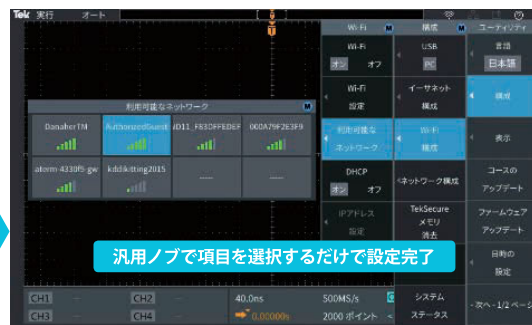 Tek 実行 オート
Wi-Fi M
構成 M
ユーティリティ
Wi-Fi
オン オフ
USB
PC
言語
日本語
Wi-Fi
設定
イーサネット
構成
構成
利用可能なネットワーク M
DanaherTM
AuthorizedGuest
JD11_F83DFFEDEF
000A79F2E3F9
aterm-4330f5-gw
kddikitting2015
利用可能な
ネットワーク
Wi-Fi
構成
表示
DHCP
オン オフ
ネットワーク構成
コースの
アップデート
IPアドレス
設定
TekSecure
メモリ
消去
ファームウェア
アップデート
汎用ノブで項目を選択するだけで設定完了
日時の
設定
CH1
CH2
40.0ns
500MS/s
システム
ステータス
-次へ-1/2 ページ
CH3
CH4
0.00000s
2000 ポイント